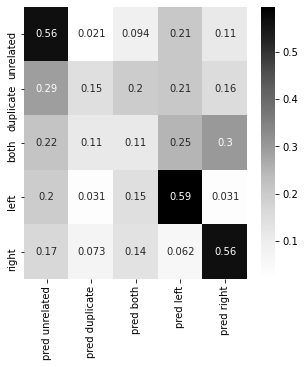 unrelated 0.56 0.021 0.094 0.21 0.11
duplicate 0.29 0.15 0.2 0.21 0.16
both 0.22 0.11 0.11 0.25 0.3
left 0.2 0.031 0.15 0.59 0.031
right 0.17 0.073 0.14 0.062 0.56
pred unrelated
pred duplicate
pred both
pred left
pred right
0.5
0.4
0.3
0.2
0.1